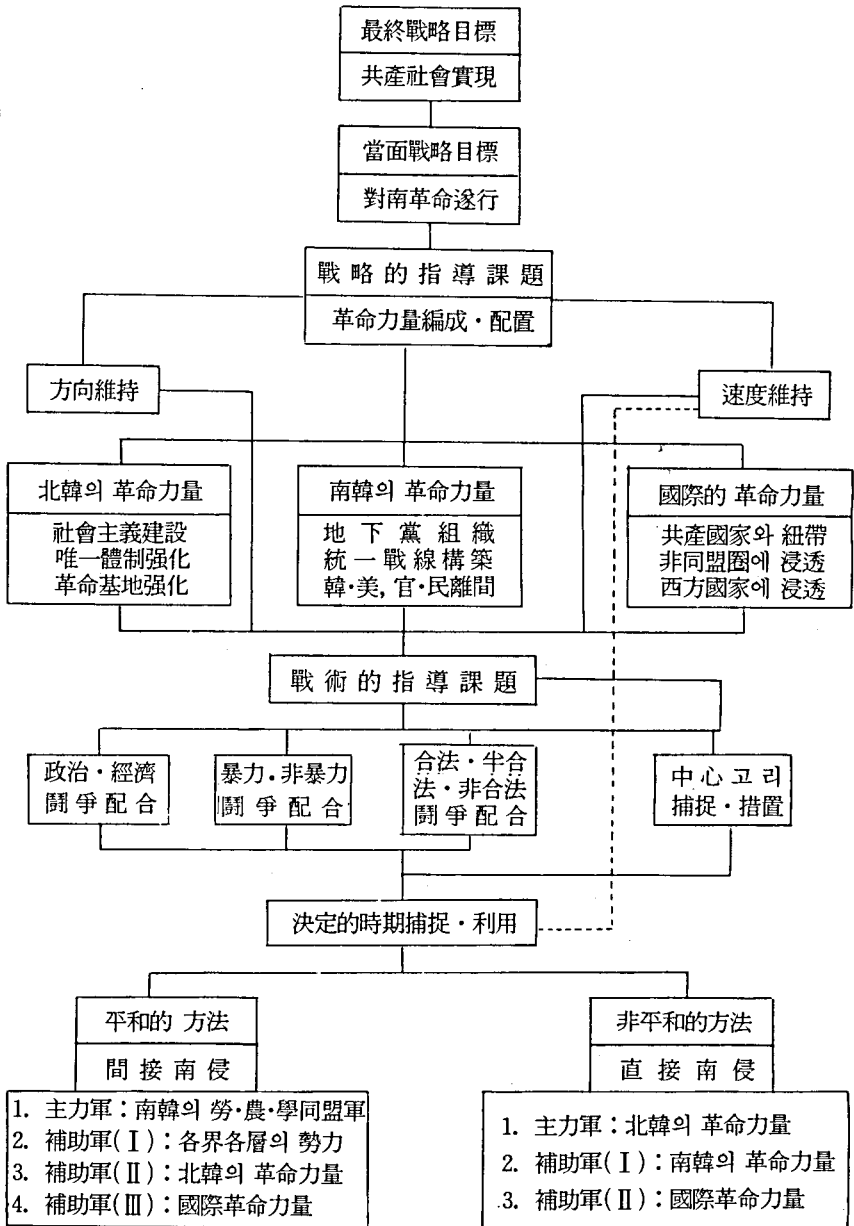 最終戰略目標
共產社會實現
當面戰略目標
對南革命遂行
戰略的指導課題
革命力量編成・配置
方向維持
速度維持
北韓의 革命力量
社會主義建設
唯一體制强化
革命基地强化
南韓의 革命力量
地下黨組織
統一戰線構築
韓·美, 官·民離間
國際的 革命力量
共產國家와 紐帶
非同盟圈에 浸透
西方國家에 浸透
戰術的指導課題
政治・經濟
鬪爭配合
暴力・非暴力
鬪爭配合
合法・半合
法・非合法
鬪爭配合
中心고리
捕捉・措置
決定的時期捕捉・利用
平和的 方法
間接南侵
1. 主力軍：南韓의 勞·農·學同盟軍
2. 補助軍(Ⅰ)：各界各層의 勢力
3. 補助軍(Ⅱ)：北韓의 革命力量
4. 補助軍(Ⅲ)：國際革命力量
非平和的方法
直接南侵
1. 主力軍：北韓의 革命力量
2. 補助軍(Ⅰ)：南韓의 革命力量
3. 補助軍(Ⅱ)：國際革命力量